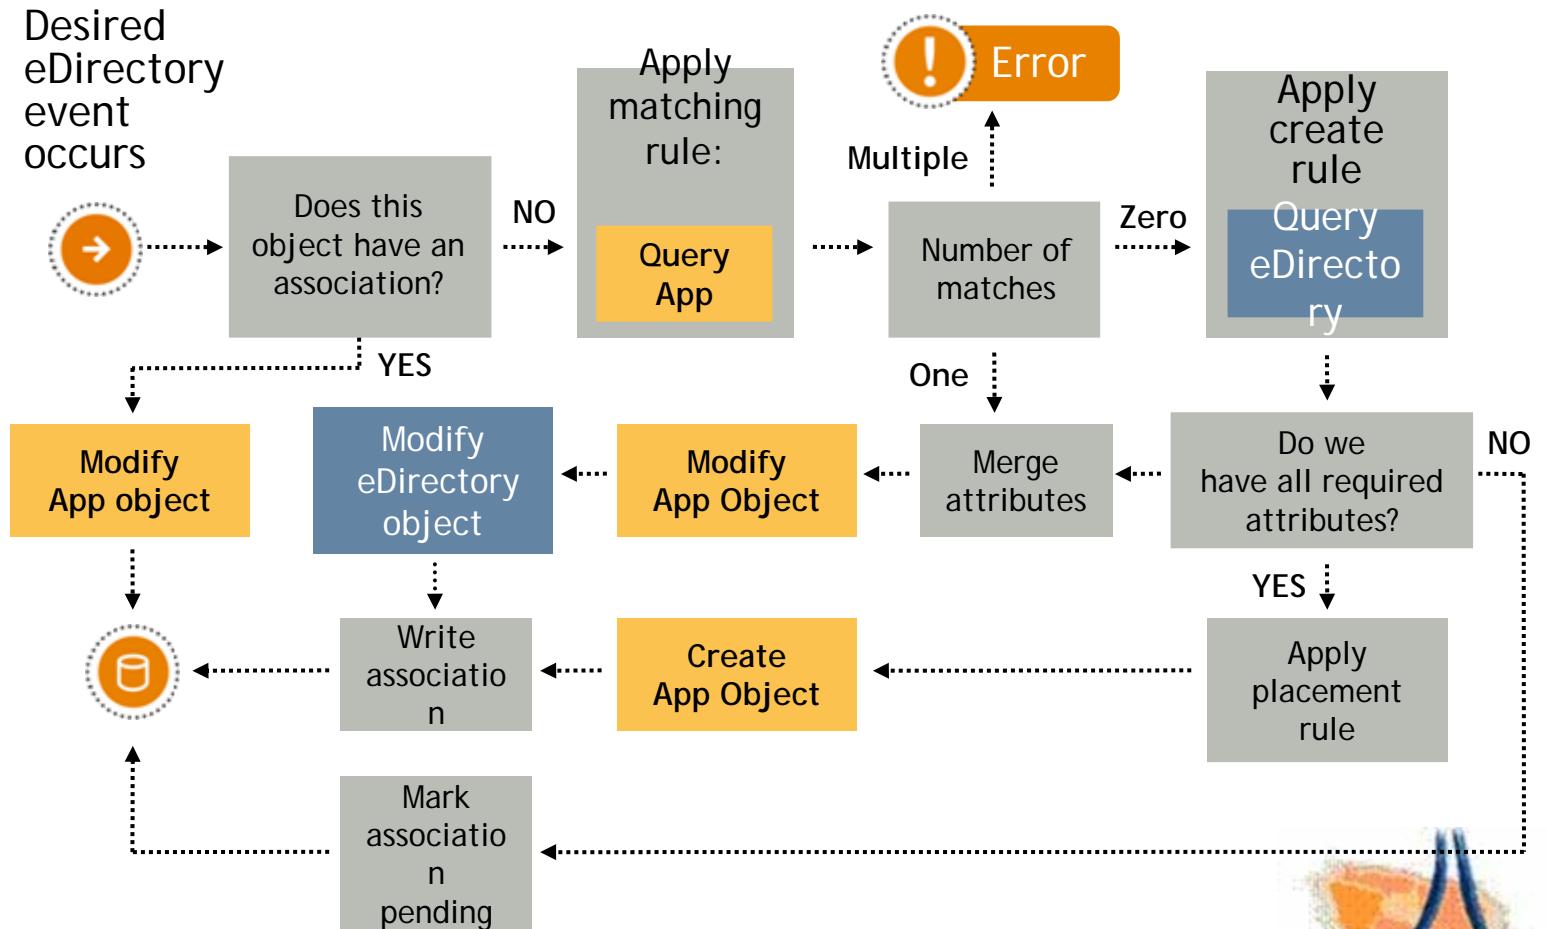 Desired
eDirectory
event
occurs
Does this
object have an
association?
NO
Apply
matching
rule:
Query
App
Multiple
Error
Number of
matches
Zero
Apply
create
rule
Query
eDirecto
ry
YES
One
Modify
App object
Modify
eDirectory
object
Modify
App Object
Merge
attributes
Do we
have all required
attributes?
NO
YES
Write
associatio
n
Create
App Object
Apply
placement
rule
Mark
associatio
n
pending